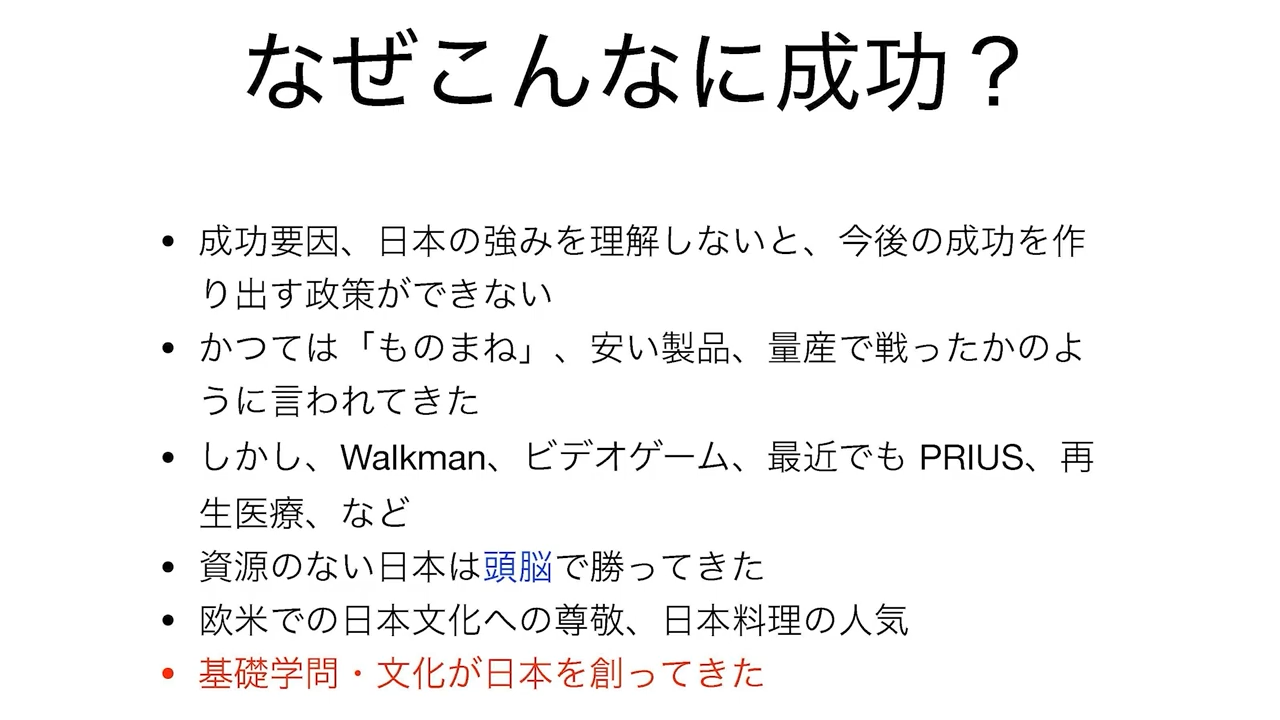 なぜこんなに成功？
• 成功要因、日本の強みを理解しないと、今後の成功を作
り出す政策ができない
• かつては「ものまね」、安い製品、量産で戦ったかのよ
うに言われてきた
• しかし、Walkman、ビデオゲーム、最近でも PRIUS、再
生医療、など
• 資源のない日本は頭脳で勝ってきた
• 欧米での日本文化への尊敬、日本料理の人気
• 基礎学問・文化が日本を創ってきた